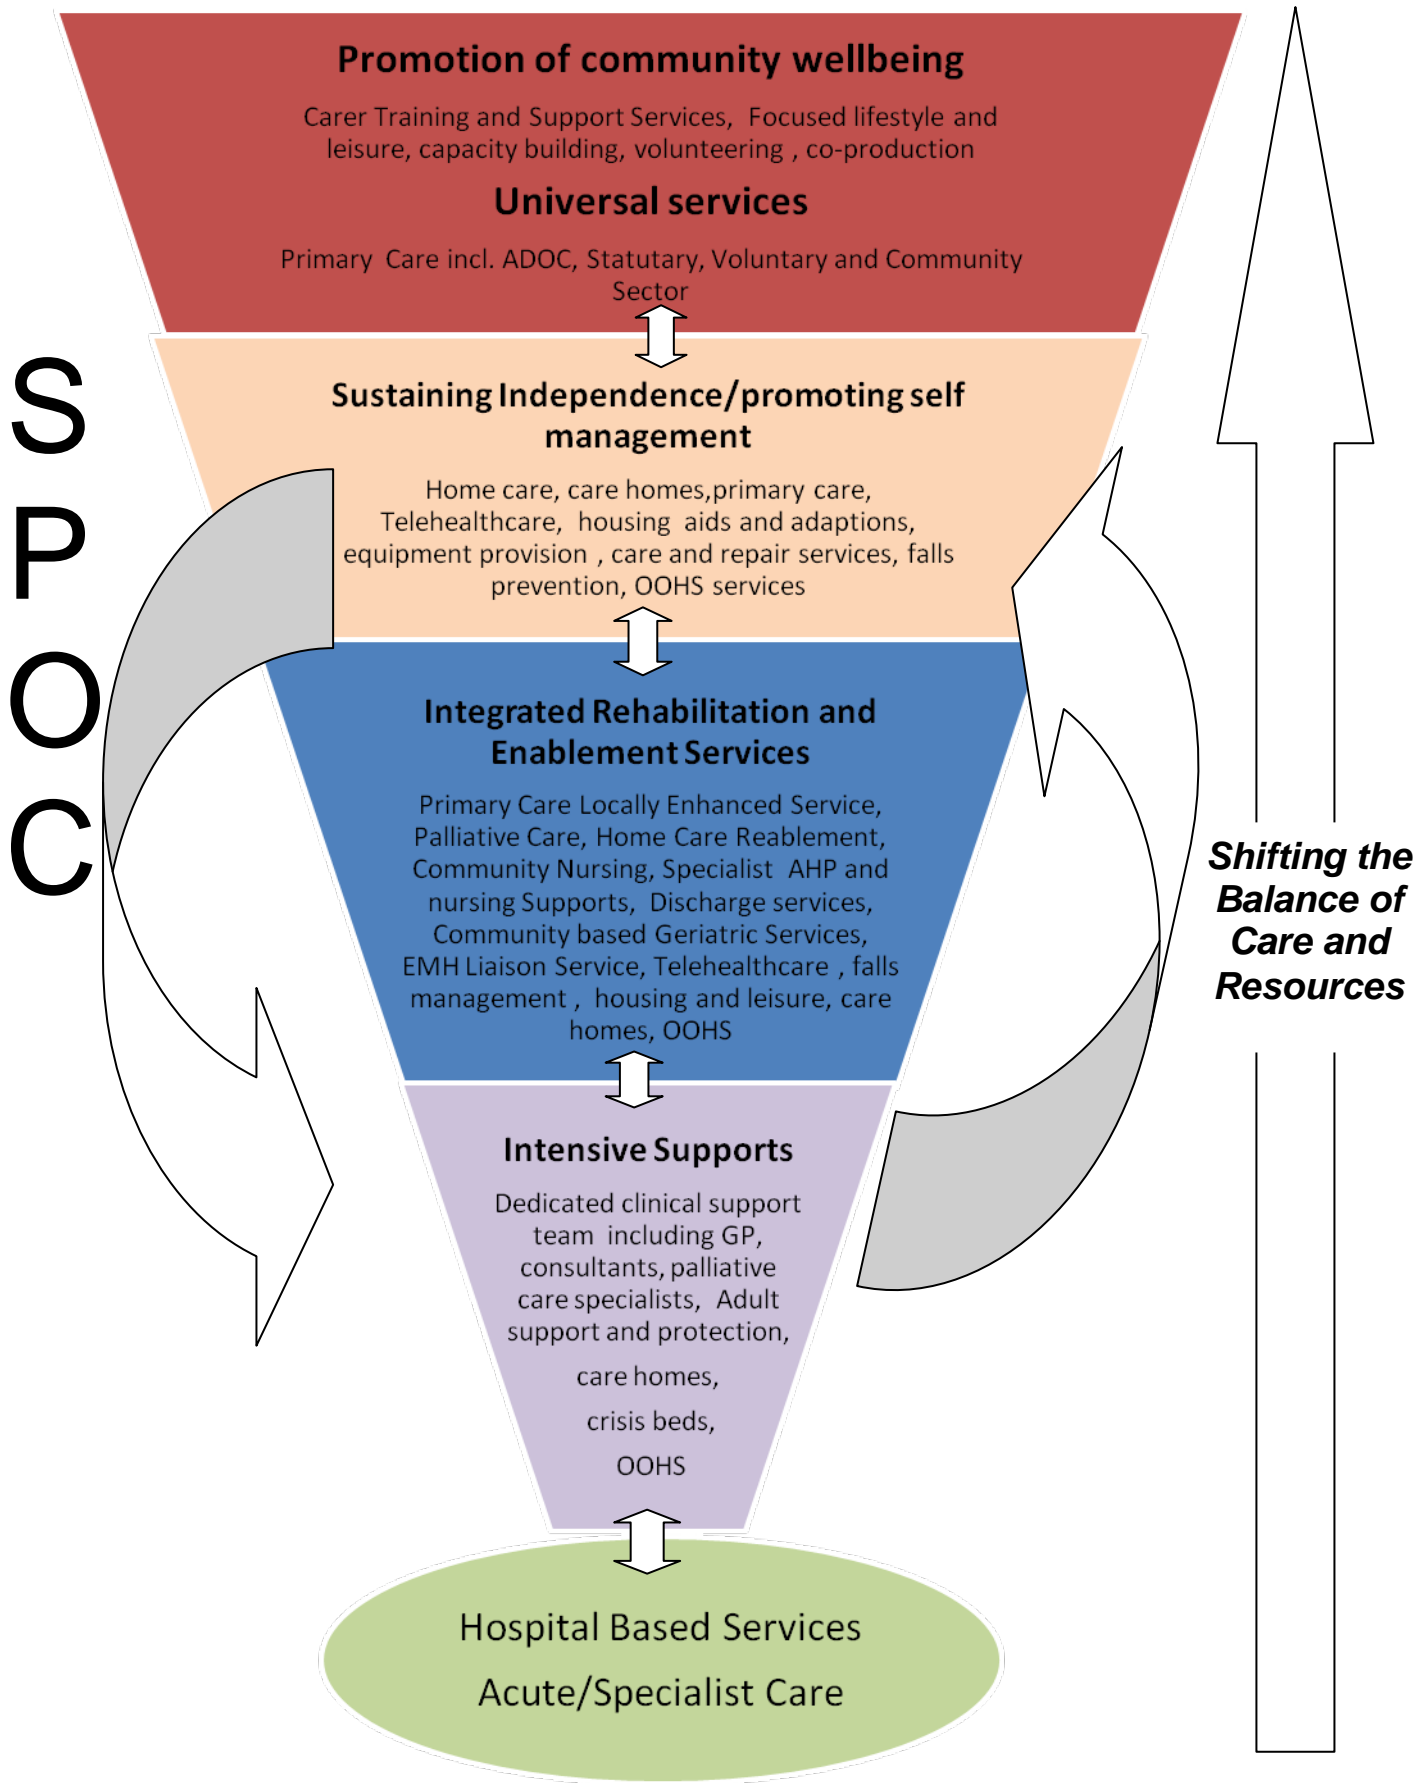 Promotion of community wellbeing
Carer Training and Support Services, Focused lifestyle and
leisure, capacity building, volunteering , co-production
Universal services
Primary Care incl. ADOC, Statutary, Voluntary and Community
Sector
S
P
O
C
Sustaining Independence/promoting self
management
Home care, care homes,primary care,
Telehealthcare, housing aids and adaptions,
equipment provision , care and repair services, falls
prevention, OOHS services
Integrated Rehabilitation and
Enablement Services
Primary Care Locally Enhanced Service,
Palliative Care, Home Care Reablement,
Community Nursing, Specialist AHP and
nursing Supports, Discharge services,
Community based Geriatric Services,
EMH Liaison Service, Telehealthcare , falls
management , housing and leisure, care
homes, OOHS
Shifting the
Balance of
Care and
Resources
Intensive Supports
Dedicated clinical support
team including GP,
consultants, palliative
care specialists, Adult
support and protection,
care homes,
crisis beds,
OOHS
Hospital Based Services
Acute/Specialist Care